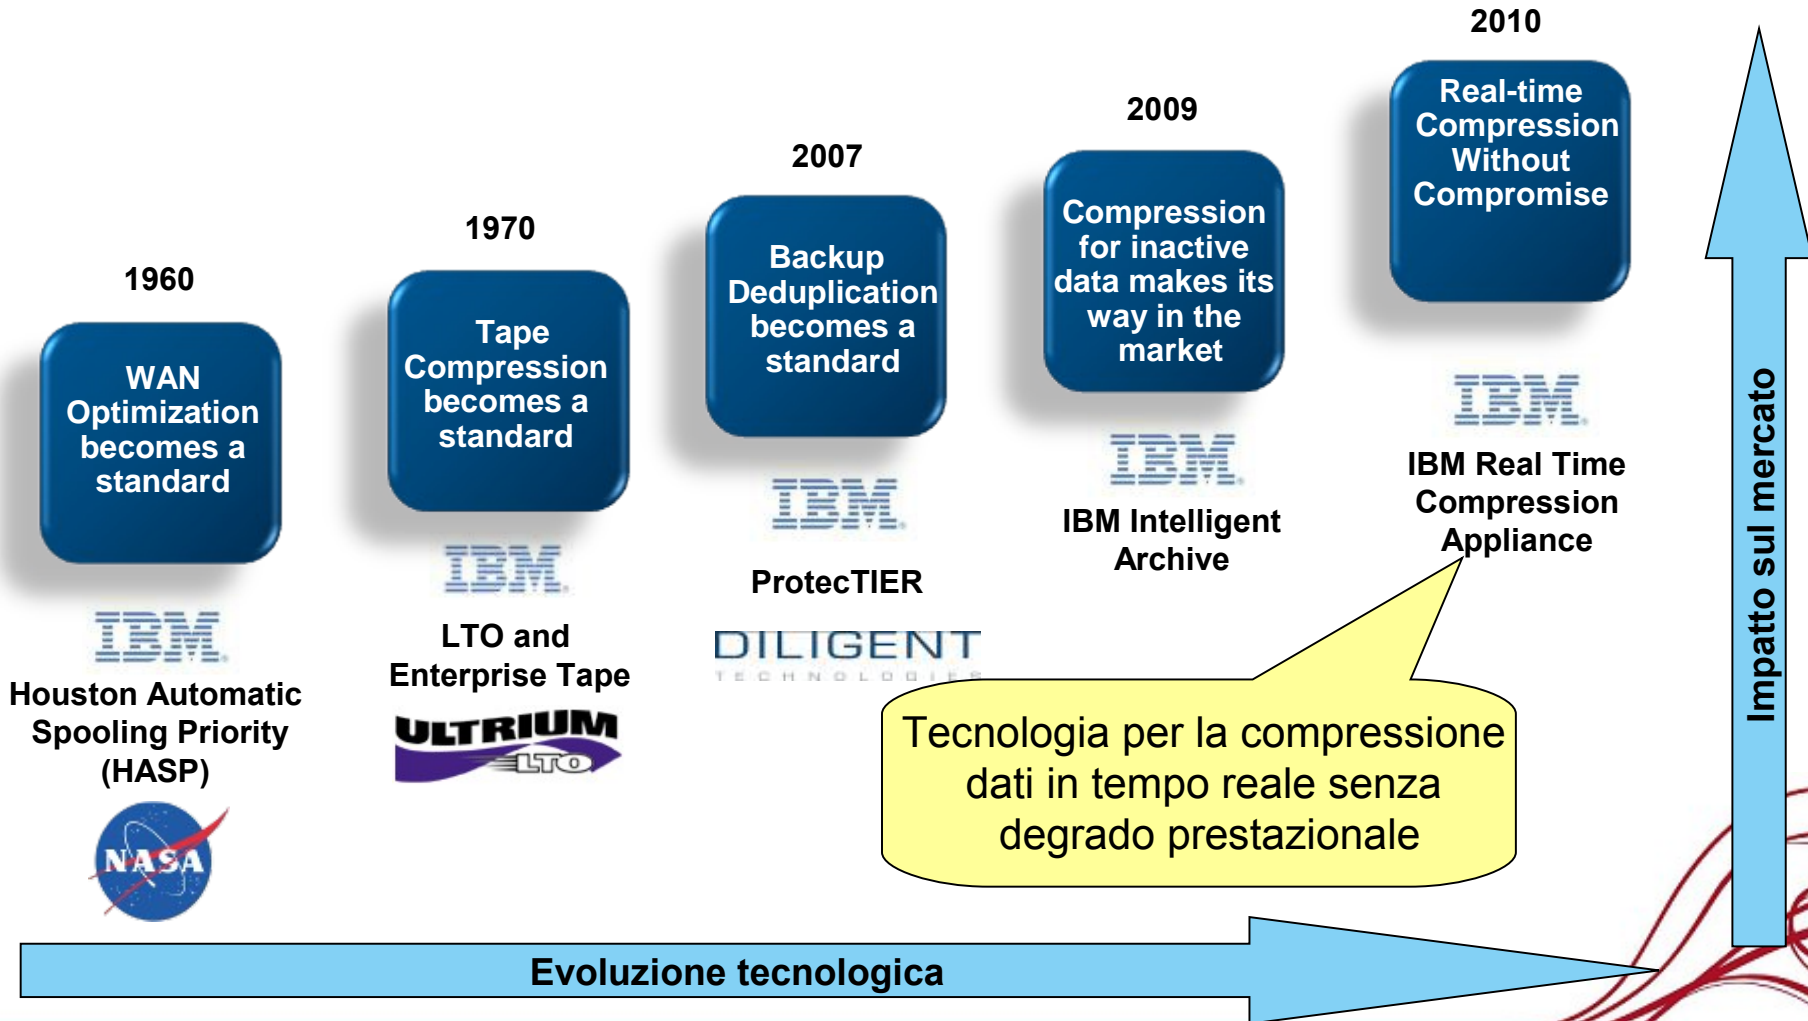 1960
WAN
Optimization
becomes a
standard
IBM.
Houston Automatic
Spooling Priority
(HASP)
NASA
1970
Tape
Compression
becomes a
standard
IBM.
LTO and
Enterprise Tape
ULTRIUM
LTO
2007
Backup
Deduplication
becomes a
standard
IBM.
ProtecTIER
DILIGENT
TECHNOLOGIES
2009
Compression
for inactive
data makes its
way in the
market
IBM.
IBM Intelligent
Archive
2010
Real-time
Compression
Without
Compromise
IBM.
IBM Real Time
Compression
Appliance
Tecnologia per la compressione
dati in tempo reale senza
degrado prestazionale
Impatto sul mercato
Evoluzione tecnologica